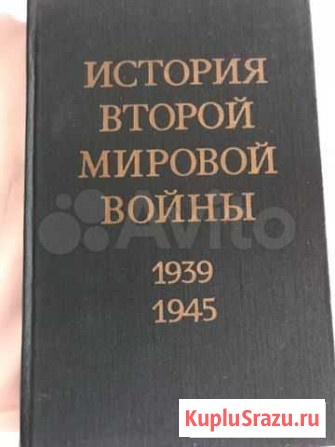 ИСТОРИЯ
ВТОРОЙ
МИРОВОЙ
ВОЙНЫ
Avito
1939
1945
KupluSrazu.ru